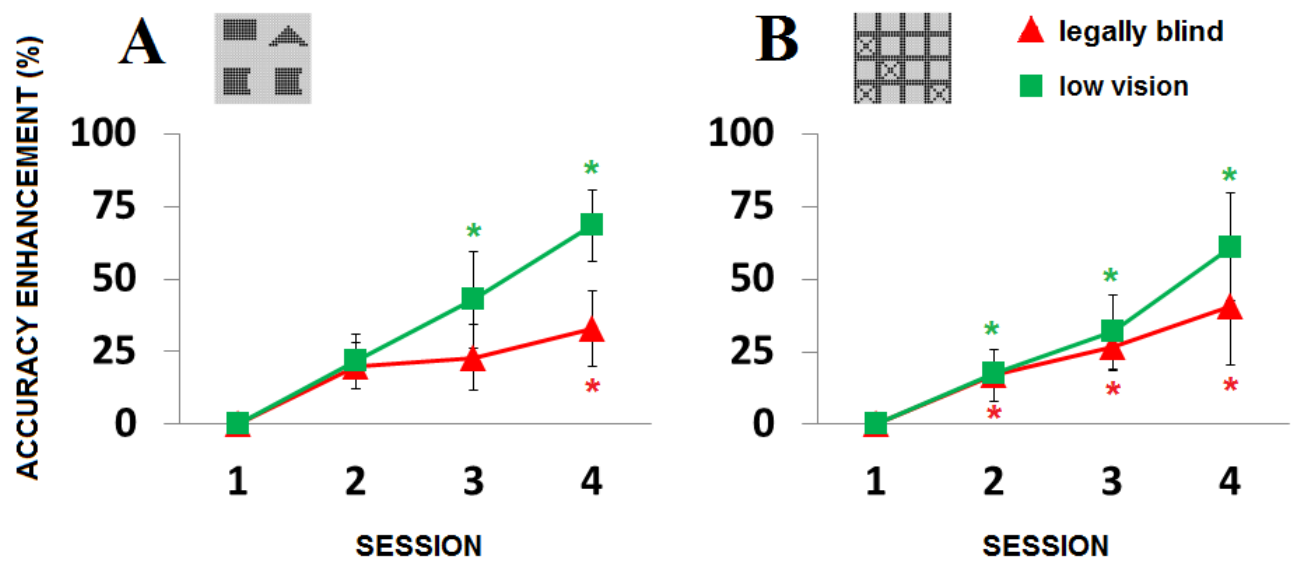 ACCURACY ENHANCEMENT (%)
A
100
75
50
25
0
*
*
*
1 2 3 4
SESSION
B
legally blind
low vision
100
75
50
25
0
*
*
*
*
*
*
1 2 3 4
SESSION